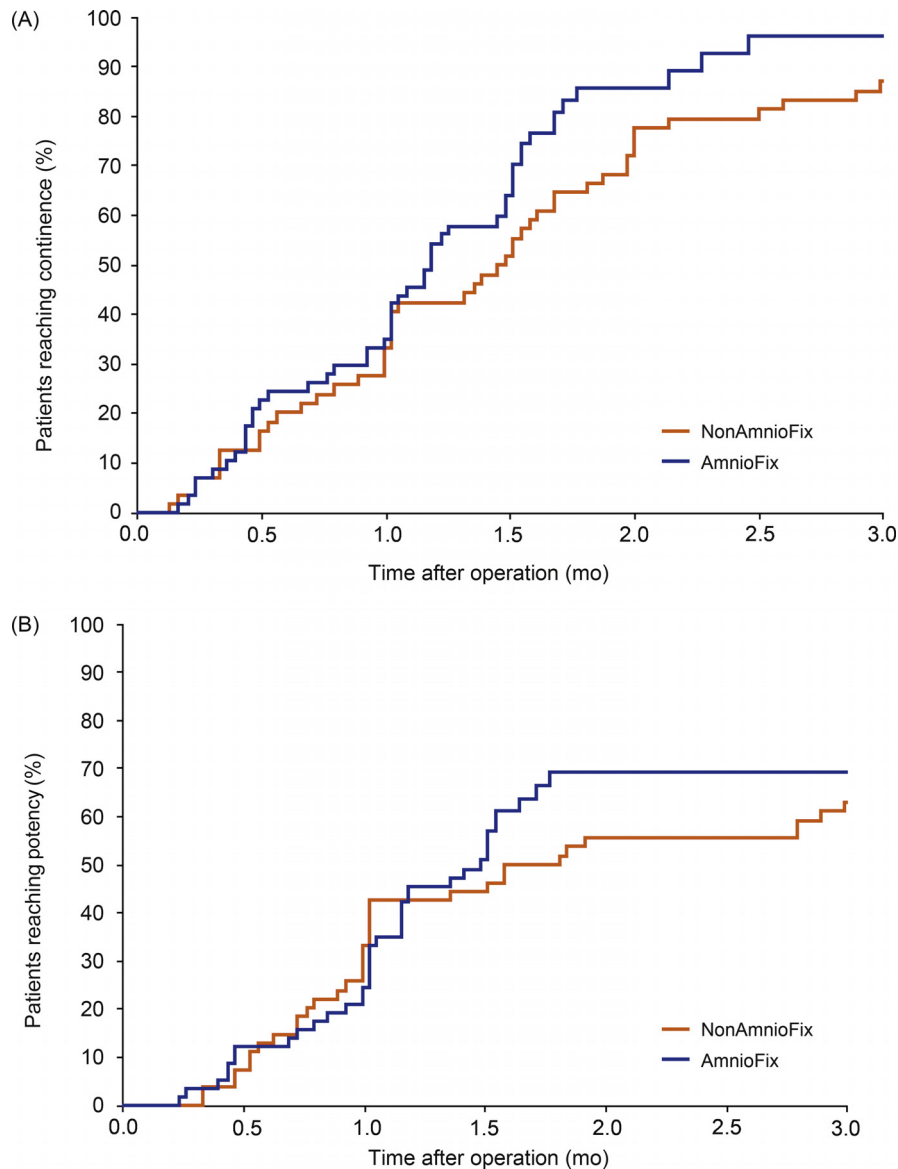 (A)
100
90
80
70
60
50
40
30
20
10
0
Patients reaching continence (%)
NonAmnioFix
AmnioFix
0.0 0.5 1.0 1.5 2.0 2.5 3.0
Time after operation (mo)
(B)
100
90
80
70
60
50
40
30
20
10
0
Patients reaching potency (%)
NonAmnioFix
AmnioFix
0.0 0.5 1.0 1.5 2.0 2.5 3.0
Time after operation (mo)